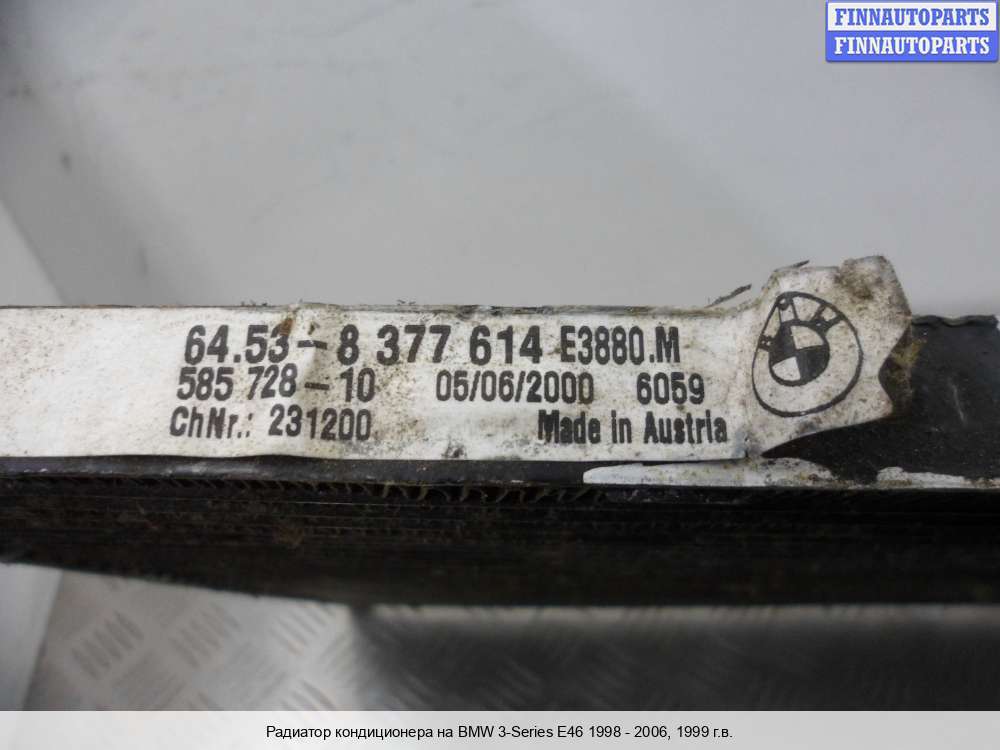 FINNAUTOPARTS
FINNAUTOPARTS
64.53-8 377 614 E3880.M
585 728-10 05/06/2000 6059
ChNr.: 231200 Made in Austria
Радиатор кондиционера на BMW 3-Series E46 1998 - 2006, 1999 г.в.